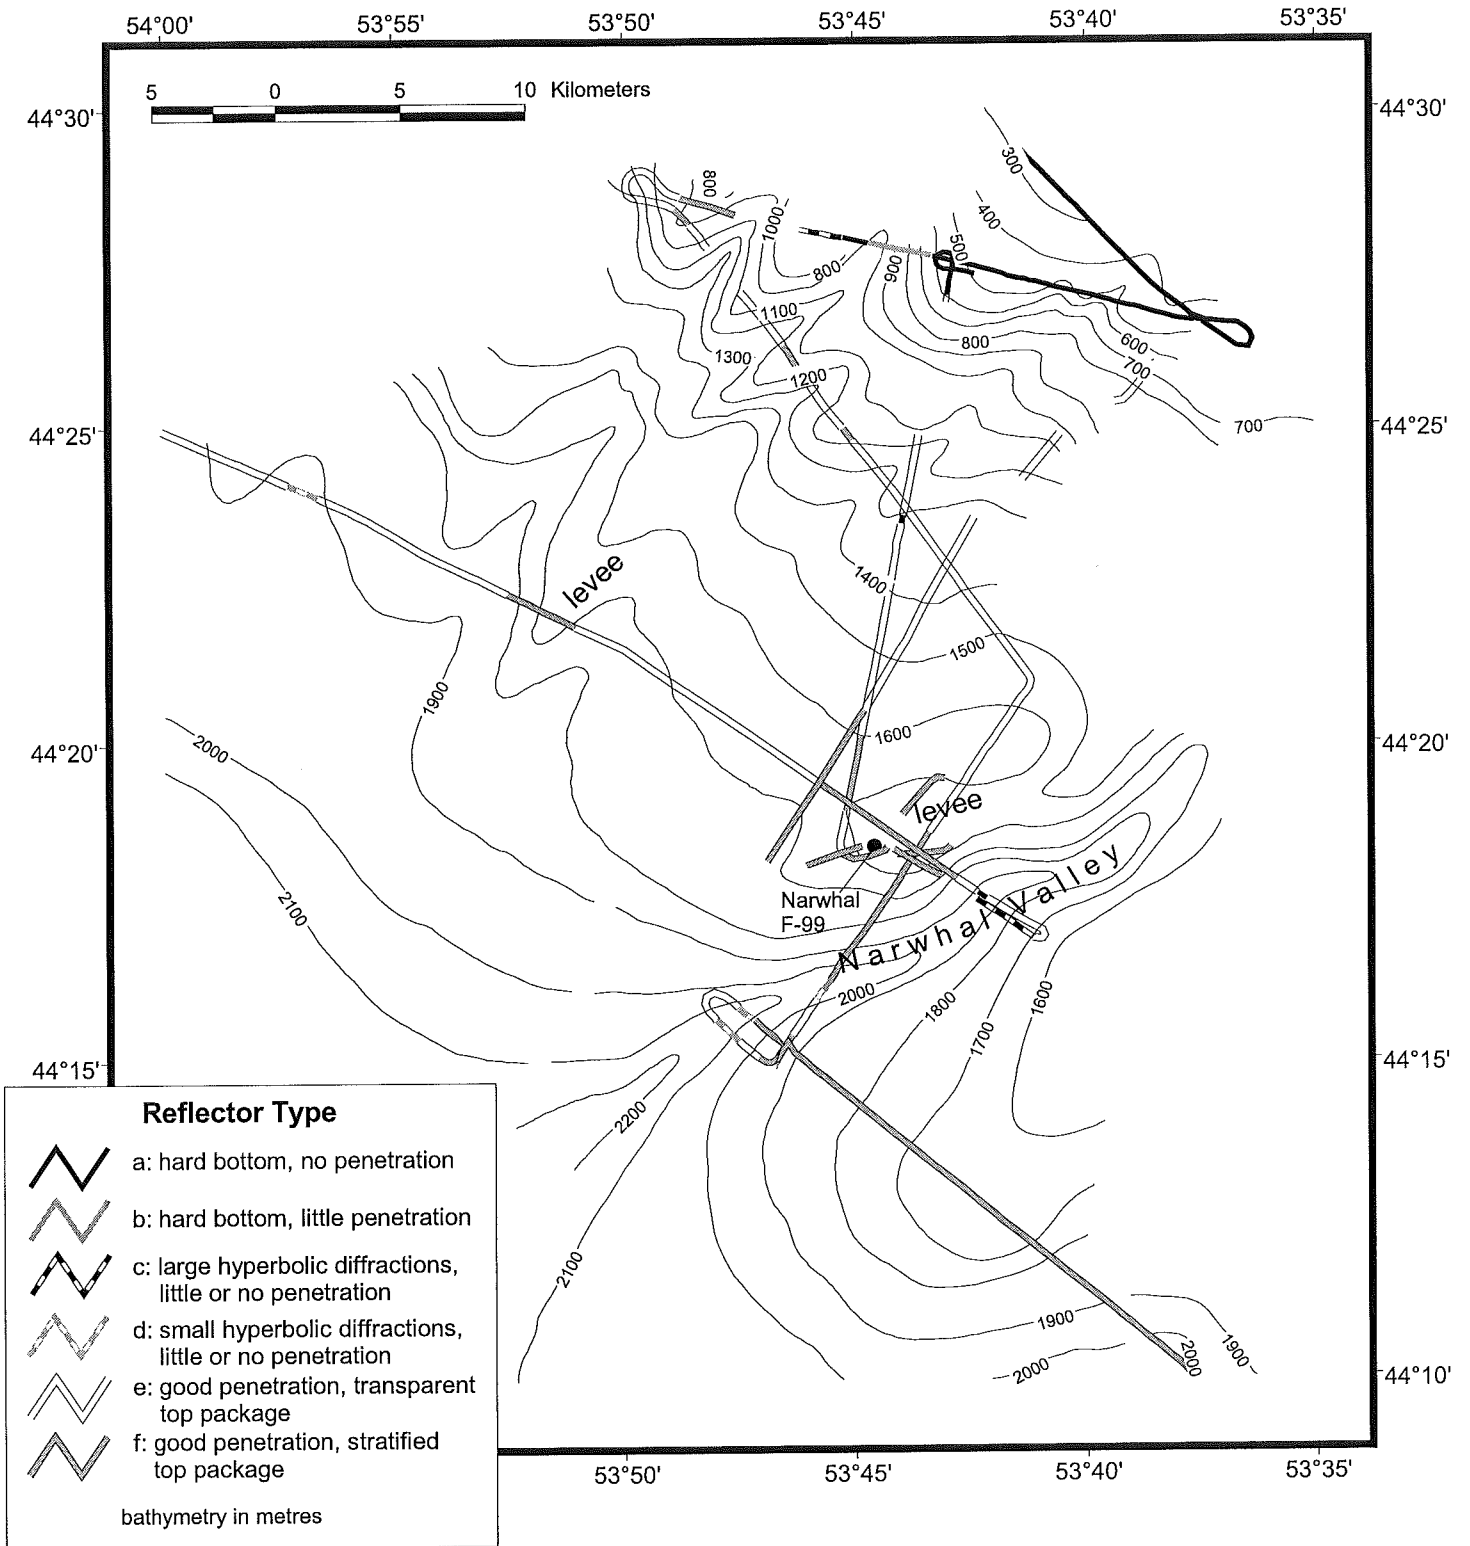 54°00' 53°55' 53°50' 53°45' 53°40' 53°35'
5 0 5 10 Kilometers
44°30' 44°30'
300
800
400
1000
500
800
900
1100
800
600
1300
700
1200
700
44°25' 44°25'
levee
1400
1500
1900
2000
1600
44°20' 44°20'
levee
2100
Narwhal
F-99
Narwhal Valley
2000
1800
1600
1700
44°15' 44°15'
2200
2100
1900
1900
2000
2000
44°10'
Reflector Type
a: hard bottom, no penetration
b: hard bottom, little penetration
c: large hyperbolic diffractions,
little or no penetration
d: small hyperbolic diffractions,
little or no penetration
e: good penetration, transparent
top package
f: good penetration, stratified
top package
bathymetry in metres
53°50' 53°45' 53°40' 53°35'